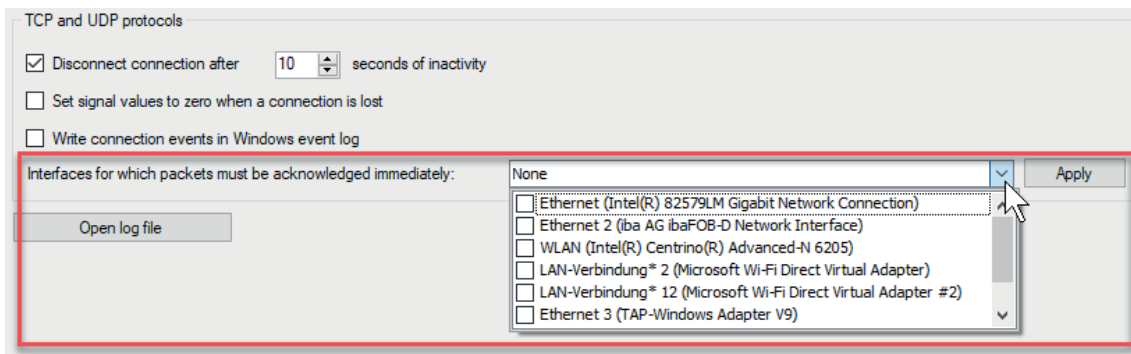 TCP and UDP protocols
Disconnect connection after 10 seconds of inactivity
Set signal values to zero when a connection is lost
Write connection events in Windows event log
Interfaces for which packets must be acknowledged immediately: None Apply
Ethernet (Intel(R) 82579LM Gigabit Network Connection)
Open log file
Ethernet 2 (iba AG ibaFOB-D Network Interface)
WLAN (Intel(R) Centrino(R) Advanced-N 6205)
LAN-Verbindung* 2 (Microsoft Wi-Fi Direct Virtual Adapter)
LAN-Verbindung* 12 (Microsoft Wi-Fi Direct Virtual Adapter #2)
Ethernet 3 (TAP-Windows Adapter V9)